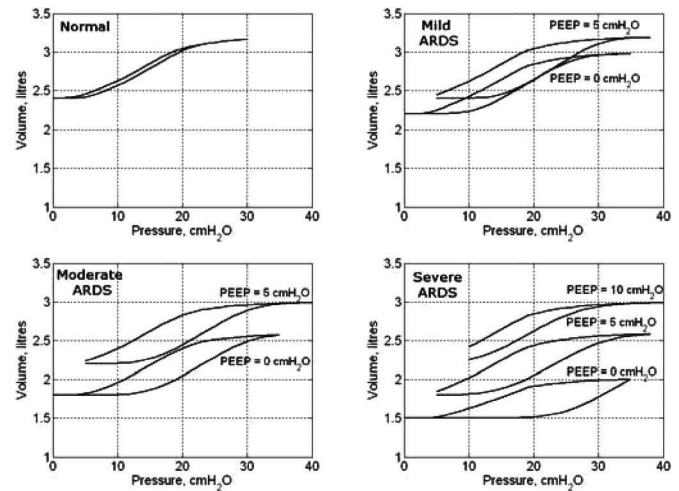 Normal
3.5
3
2.5
2
1.5
1
0
10
20
30
40
Volume, litres
Pressure, cmH2O
Mild
ARDS
PEEP = 5 cmH2O
PEEP = 0 cmH2O
3.5
3
2.5
2
1.5
1
0
10
20
30
40
Volume, litres
Pressure, cmH2O
Moderate
ARDS
PEEP = 5 cmH2O
PEEP = 0 cmH2O
3.5
3
2.5
2
1.5
1
0
10
20
30
40
Volume, litres
Pressure, cmH2O
Severe
ARDS
PEEP = 10 cmH2O
PEEP = 5 cmH2O
PEEP = 0 cmH2O
3.5
3
2.5
2
1.5
1
0
10
20
30
40
Volume, litres
Pressure, cmH2O